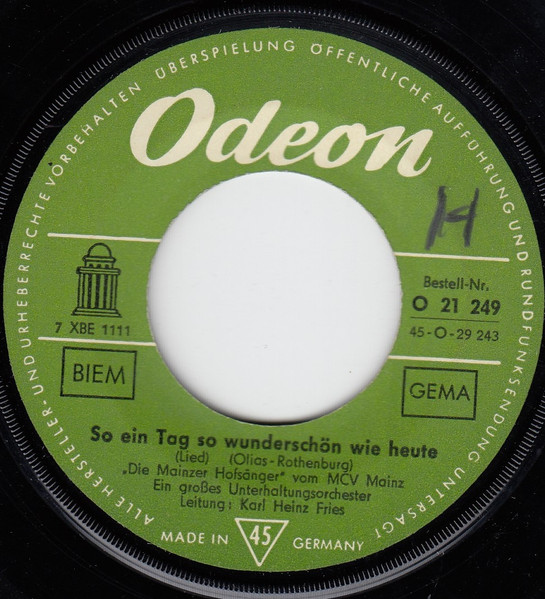 ALLE HERSTELLER- UND URHEBERRECHTE VORBEHALTEN ÜBERSPIELUNG ÖFFENTLICHE AUFFÜHRUNG UND RUNDFUNKSENDUNG UNTERSAGT
Odeon
H
7 XBE 1111
Bestell-Nr.
O 21 249
45-O-29 243
BIEM
GEMA
So ein Tag so wunderschön wie heute
(Lied) (Olias-Rothenburg)
„Die Mainzer Hofsänger" vom MCV Mainz
Ein großes Unterhaltungsorchester
Leitung: Karl Heinz Fries
MADE IN 45 GERMANY